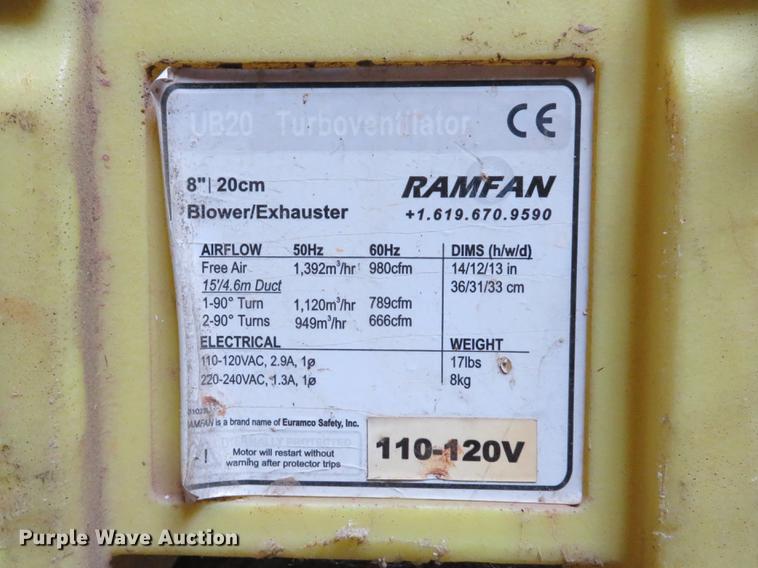 UB20 Turboventilator CE
8"| 20cm
Blower/Exhauster
RAMFAN
+1.619.670.9590
AIRFLOW 50Hz 60Hz
Free Air 1,392m³/hr 980cfm
15'/4.6m Duct
1-90° Turn 1,120m³/hr 789cfm
2-90° Turns 949m³/hr 666cfm
DIMS (h/w/d)
14/12/13 in
36/31/33 cm
ELECTRICAL
110-120VAC, 2.9A, 1ø
220-240VAC, 1.3A, 1ø
WEIGHT
17lbs
8kg
RAMFAN is a brand name of Euramco Safety, Inc.
THERMALLY PROTECTED
Motor will restart without
warning after protector trips
110-120V
Purple Wave Auction